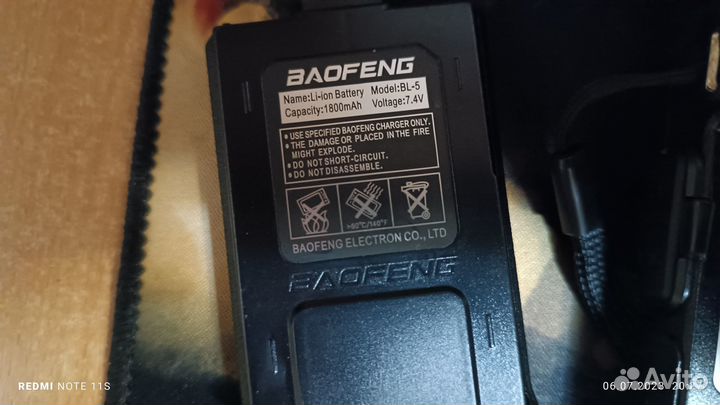 BAOFENG
Name:Li-ion Battery Model:BL-5
Capacity:1800mAh Voltage:7.4V
• USE SPECIFIED BAOFENG CHARGER ONLY.
• THE DAMAGE OR PLACED IN THE FIRE
MIGHT EXPLODE.
• DO NOT SHORT-CIRCUIT.
• DO NOT DISASSEMBLE.
>60°C/140°F
BAOFENG ELECTRON CO., LTD
BAOFENG
REDMI NOTE 11S
06.07.2023
Avito